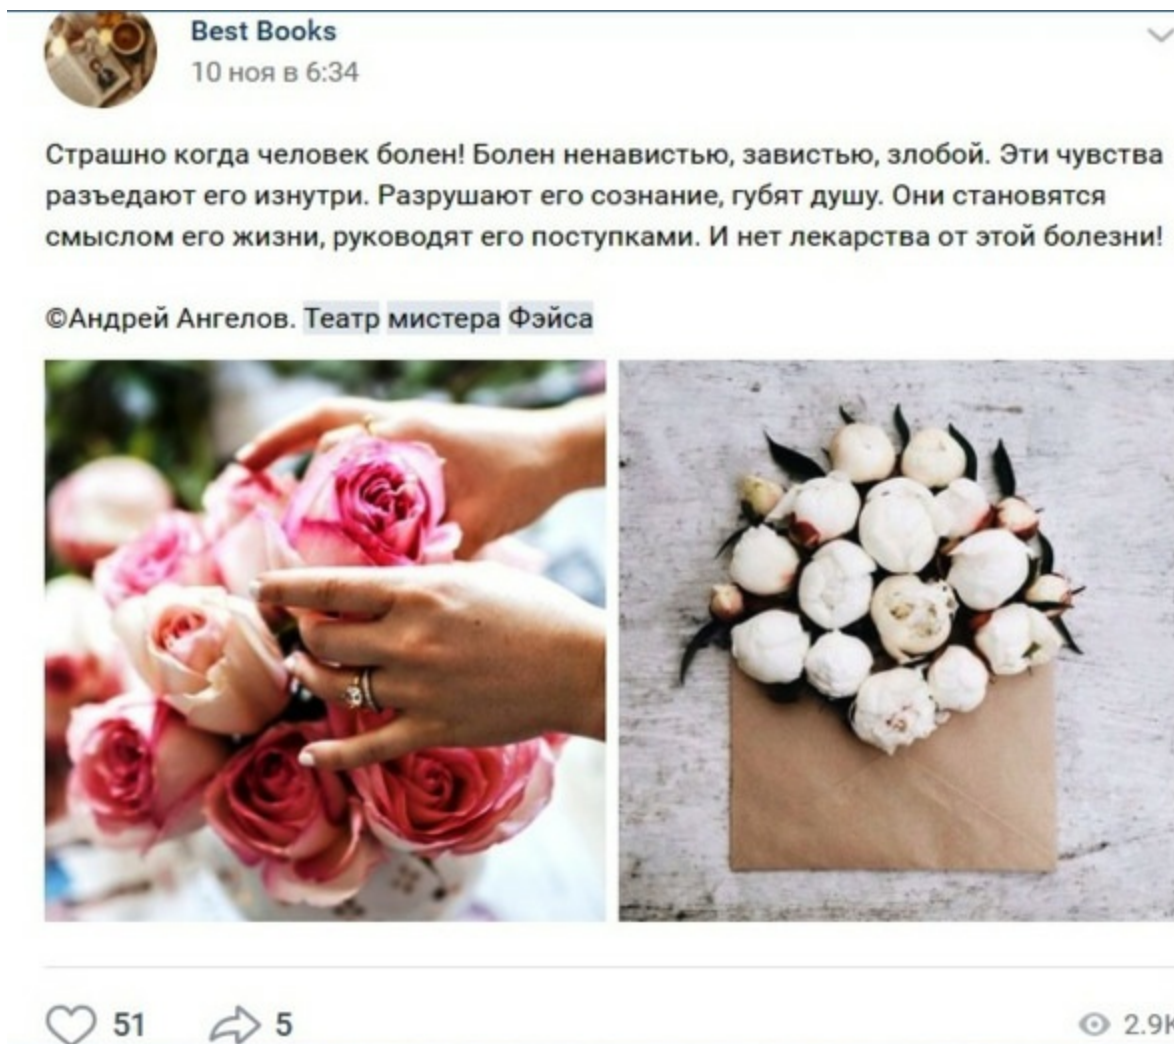 Best Books
10 ноя в 6:34
Страшно когда человек болен! Болен ненавистью, завистью, злобой. Эти чувства
разъедают его изнутри. Разрушают его сознание, губят душу. Они становятся
смыслом его жизни, руководят его поступками. И нет лекарства от этой болезни!
©Андрей Ангелов. Театр мистера Фэйса
51 5 2.9K